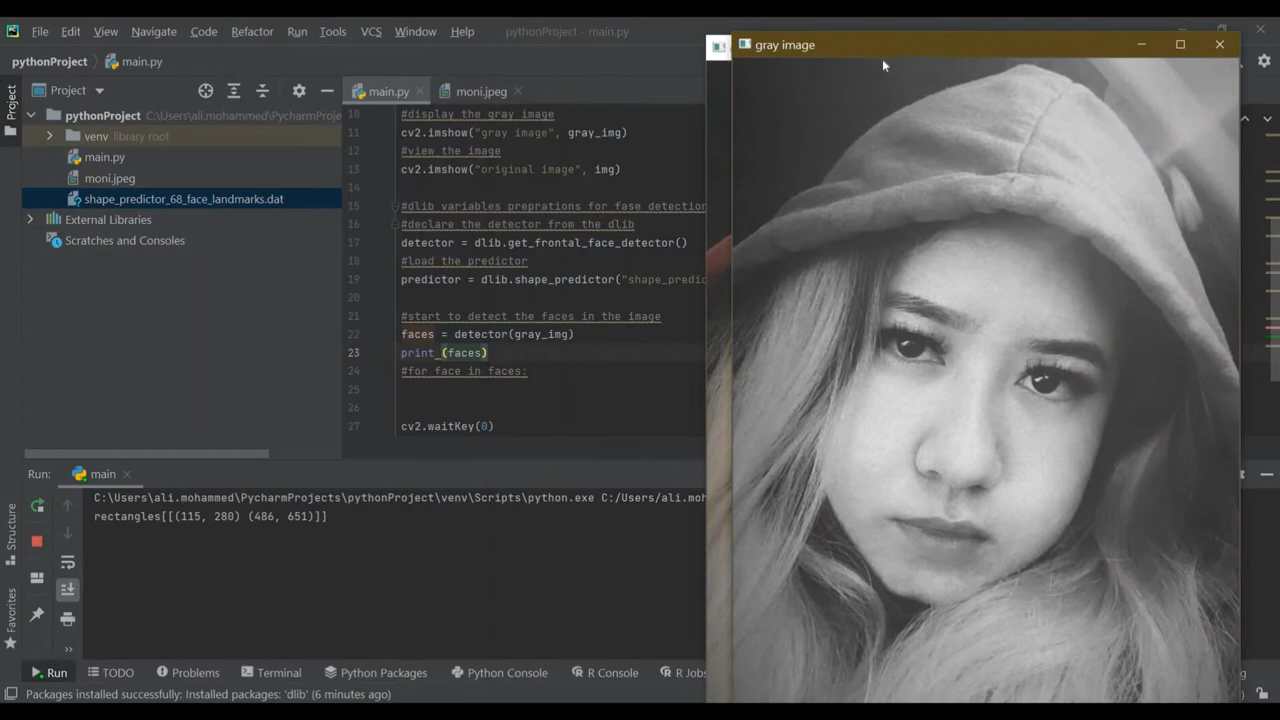 File Edit View Navigate Code Refactor Run Tools VCS Window Help pythonProject - main.py
gray image
pythonProject main.py
Project
Project
main.py
moni.jpeg
pythonProject C:\Users\ali.mohammed\PycharmProje
venv library root
main.py
moni.jpeg
shape_predictor_68_face_landmarks.dat
External Libraries
Scratches and Consoles
10 #display the gray image
11 cv2.imshow("gray image", gray_img)
12 #view the image
13 cv2.imshow("original image", img)
14
15 #dlib variables preprations for fase detection
16 #declare the detector from the dlib
17 detector = dlib.get_frontal_face_detector()
18 #load the predictor
19 predictor = dlib.shape_predictor("shape_predic
20
21 #start to detect the faces in the image
22 faces = detector(gray_img)
23 print (faces)
24 #for face in faces:
25
26
27 cv2.waitKey(0)
Run: main
C:\Users\ali.mohammed\PycharmProjects\pythonProject\venv\Scripts\python.exe C:/Users/ali.moh
rectangles[[(115, 280) (486, 651)]]
Structure
Favorites
Run TODO Problems Terminal Python Packages Python Console R Console R Jobs
Packages installed successfully: Installed packages: 'dlib' (6 minutes ago)